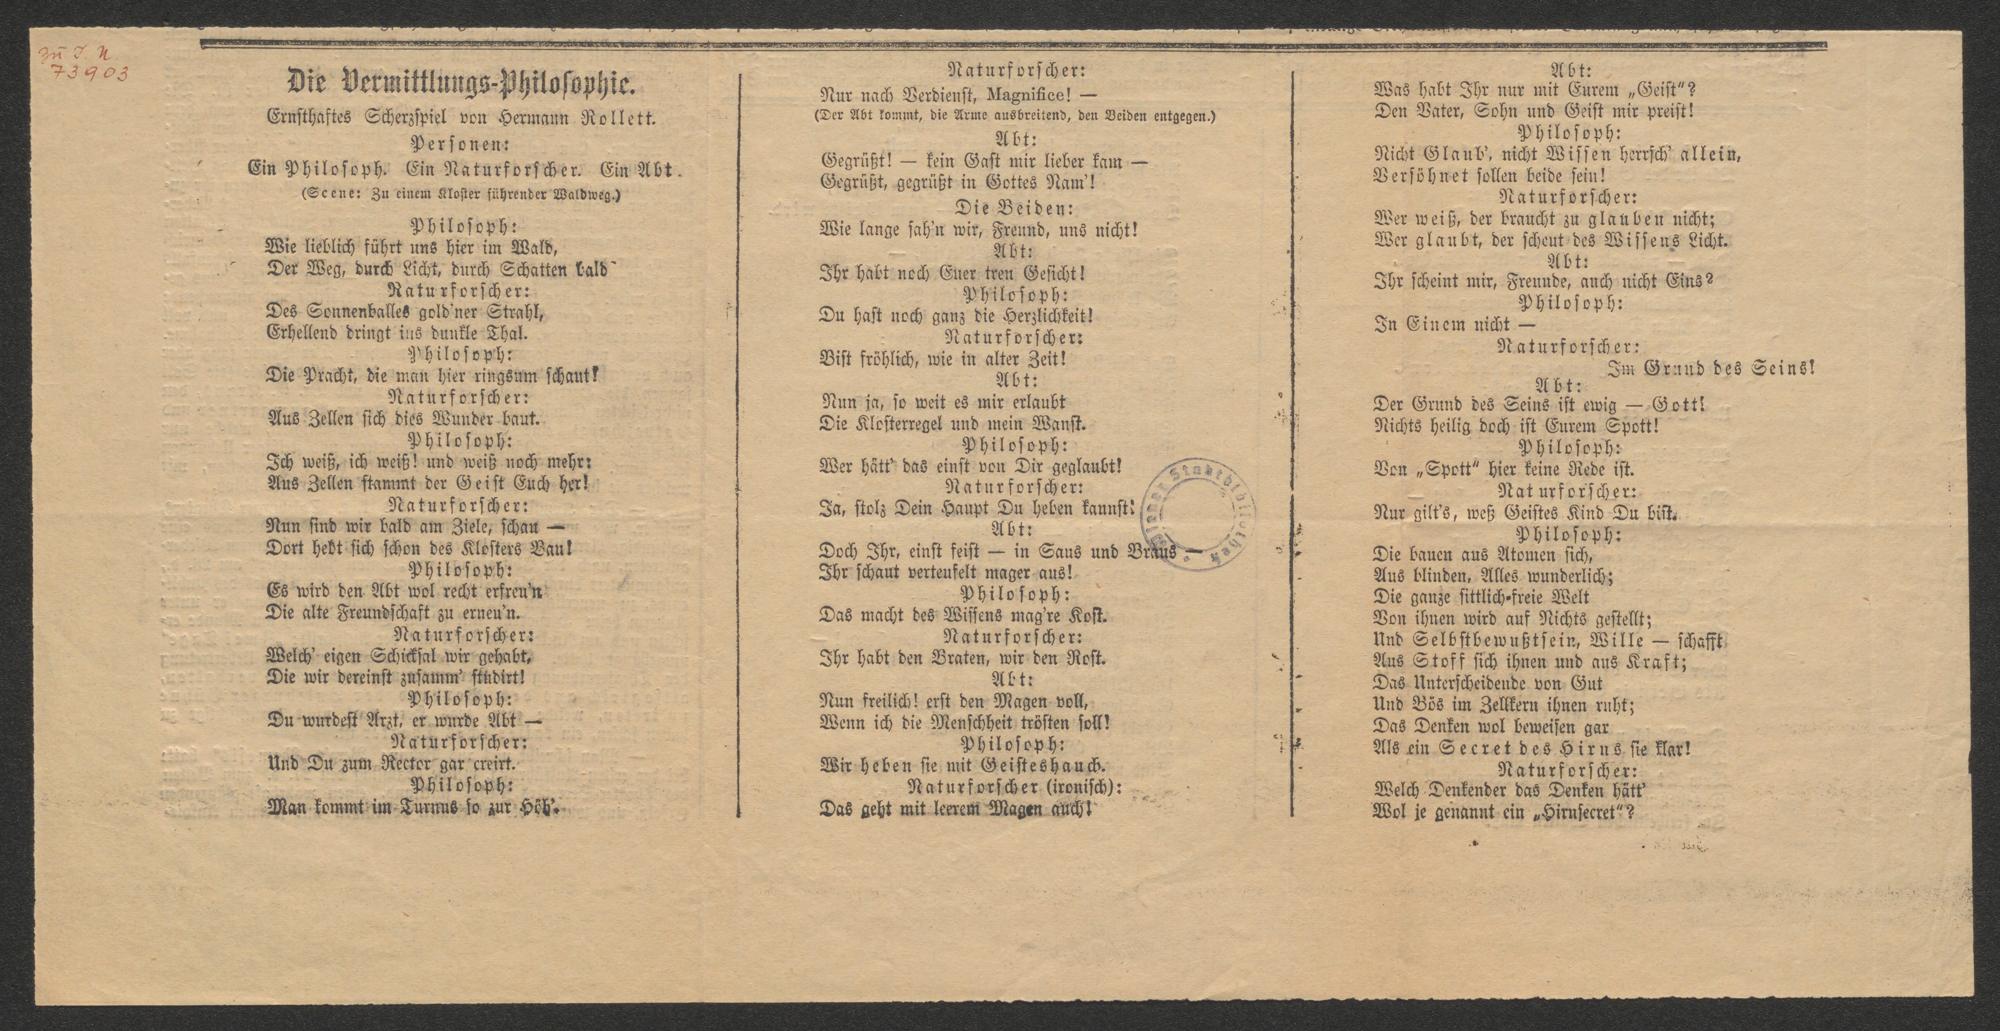 zu I. N
73903
Die Vermittlungs-Philosophie.
Ernsthaftes Scherzspiel von Hermann Rollett.
Personen:
Ein Philosoph. Ein Naturforscher. Ein Abt.
(Scene: Zu einem Kloster führender Waldweg.)
Philosoph:
Wie lieblich führt uns hier im Wald,
Der Weg, durch Licht, durch Schatten bald
Naturforscher:
Des Sonnenballes gold'ner Strahl,
Erhellend dringt ins dunkle Thal.
Philosoph:
Die Pracht, die man hier ringsum schaut!
Naturforscher:
Aus Zellen sich dies Wunder baut.
Philosoph:
Ich weiß, ich weiß! und weiß noch mehr:
Aus Zellen stammt der Geist Euch her!
Naturforscher:
Nun sind wir bald am Ziele, schau —
Dort hebt sich schon des Klosters Bau!
Philosoph:
Es wird den Abt wol recht erfreu'n
Die alte Freundschaft zu erneu'n.
Naturforscher:
Welch' eigen Schicksal wir gehabt,
Die wir dereinst zusamm' studirt!
Philosoph:
Du wurdest Arzt, er wurde Abt —
Naturforscher:
Und Du zum Rector gar creirt.
Philosoph:
Man kommt im Turnus so zur Höh'.
Naturforscher:
Nur nach Verdienst, Magnifice! —
(Der Abt kommt, die Arme ausbreitend, den Beiden entgegen.)
Abt:
Gegrüßt! — kein Gast mir lieber kam —
Gegrüßt, gegrüßt in Gottes Nam'!
Die Beiden:
Wie lange sah'n wir, Freund, uns nicht!
Abt:
Ihr habt noch Euer treu Gesicht!
Philosoph:
Du hast noch ganz die Herzlichkeit!
Naturforscher:
Bist fröhlich, wie in alter Zeit!
Abt:
Nun ja, so weit es mir erlaubt
Die Klosterregel und mein Wanst.
Philosoph:
Wer hätt' das einst von Dir geglaubt!
Naturforscher:
Ja, stolz Dein Haupt Du heben kannst!
Abt:
Doch Ihr, einst feist — in Saus und Braus —
Ihr schaut verteufelt mager aus!
Philosoph:
Das macht des Wissens mag're Kost.
Naturforscher:
Ihr habt den Braten, wir den Rost.
Abt:
Nun freilich! erst den Magen voll,
Wenn ich die Menschheit trösten soll!
Philosoph:
Wir heben sie mit Geisteshauch.
Naturforscher (ironisch):
Das geht mit leerem Magen auch!
Wiener Stadtbibliothek
Abt:
Was habt Ihr nur mit Eurem „Geist“?
Den Vater, Sohn und Geist mir preist!
Philosoph:
Nicht Glaub', nicht Wissen herrsch' allein,
Versöhnet sollen beide sein!
Naturforscher:
Wer weiß, der braucht zu glauben nicht;
Wer glaubt, der scheut des Wissens Licht.
Abt:
Ihr scheint mir, Freunde, auch nicht Eins?
Philosoph:
In Einem nicht —
Naturforscher:
Im Grund des Seins!
Abt:
Der Grund des Seins ist ewig — Gott!
Nichts heilig doch ist Eurem Spott!
Philosoph:
Von „Spott“ hier keine Rede ist.
Naturforscher:
Nur gilt's, weß Geistes Kind Du bist.
Philosoph:
Die bauen aus Atomen sich,
Aus blinden, Alles wunderlich;
Die ganze sittlich-freie Welt
Von ihnen wird auf Nichts gestellt;
Und Selbstbewußtsein, Wille — schafft
Aus Stoff sich ihnen und aus Kraft;
Das Unterscheidende von Gut
Und Bös im Zellkern ihnen ruht;
Das Denken wol beweisen gar
Als ein Secret des Hirns sie klar!
Naturforscher:
Welch Denkender das Denken hätt'
Wol je genannt ein „Hirnsecret“?